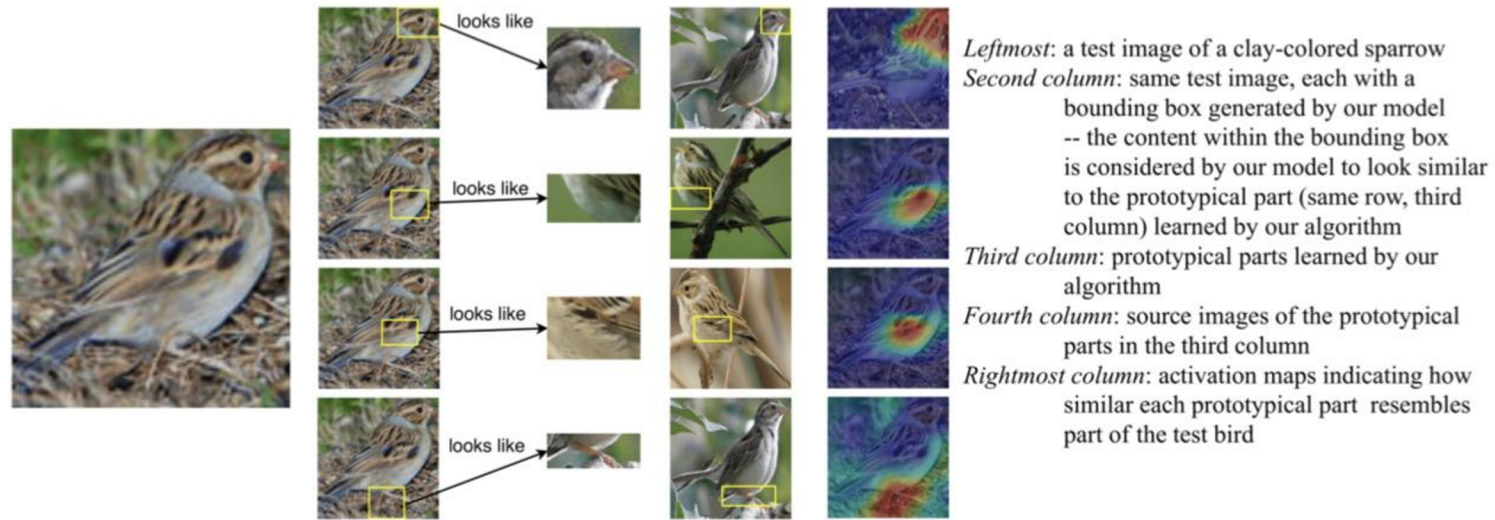 looks like
looks like
looks like
looks like
Leftmost: a test image of a clay-colored sparrow
Second column: same test image, each with a
bounding box generated by our model
-- the content within the bounding box
is considered by our model to look similar
to the prototypical part (same row, third
column) learned by our algorithm
Third column: prototypical parts learned by our
algorithm
Fourth column: source images of the prototypical
parts in the third column
Rightmost column: activation maps indicating how
similar each prototypical part resembles
part of the test bird